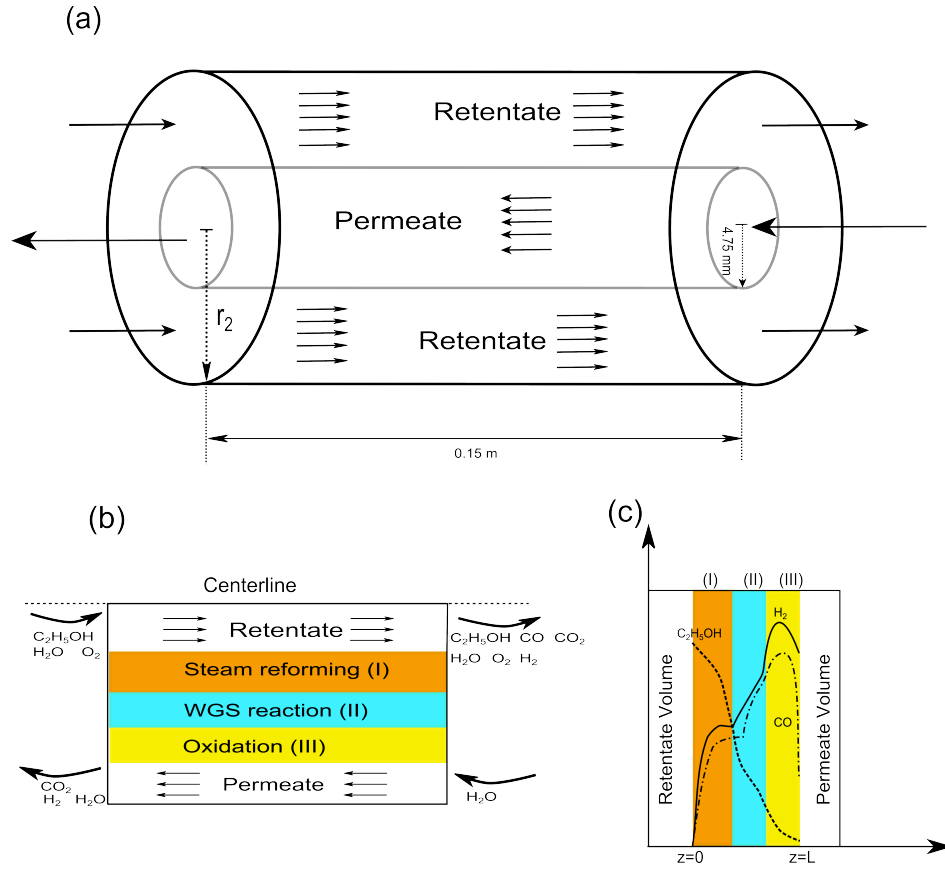 (a)
Retentate
Permeate
4.75 mm
r2
Retentate
0.15 m
(b)
Centerline
C2H5OH
H2O O2
Retentate
C2H5OH CO CO2
H2O O2 H2
Steam reforming (I)
WGS reaction (II)
Oxidation (III)
Permeate
CO2
H2 H2O
H2O
(c)
(I) (II) (III)
H2
C2H5OH
CO
Retentate Volume
Permeate Volume
z=0 z=L